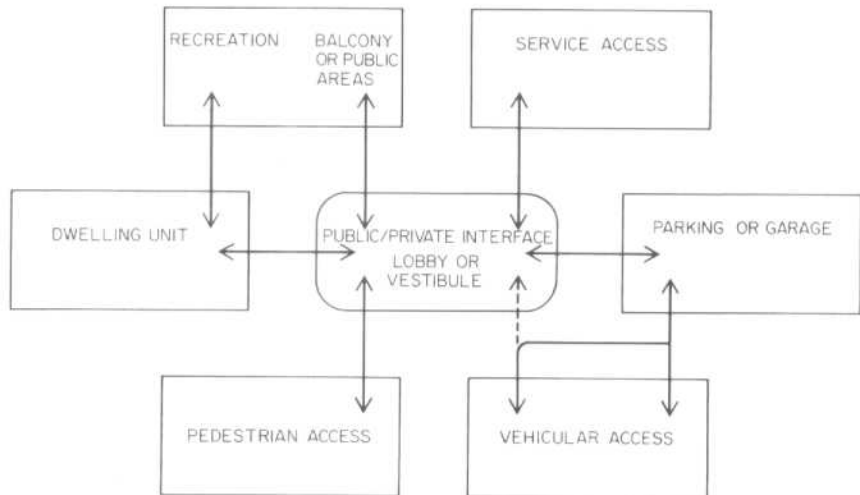 RECREATION
BALCONY
OR PUBLIC
AREAS
SERVICE ACCESS
DWELLING UNIT
PUBLIC/PRIVATE INTERFACE
LOBBY OR
VESTIBULE
PARKING OR GARAGE
PEDESTRIAN ACCESS
VEHICULAR ACCESS